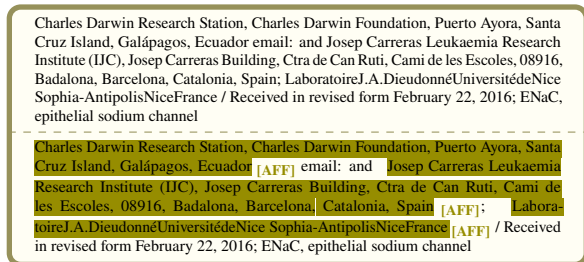 Charles Darwin Research Station, Charles Darwin Foundation, Puerto Ayora, Santa
Cruz Island, Galápagos, Ecuador email: and Josep Carreras Leukaemia Research
Institute (IJC), Josep Carreras Building, Ctra de Can Ruti, Cami de les Escoles, 08916,
Badalona, Barcelona, Catalonia, Spain; LaboratoireJ.A.DieudonnéUniversitédeNice
Sophia-AntipolisNiceFrance / Received in revised form February 22, 2016; ENaC,
epithelial sodium channel
Charles Darwin Research Station, Charles Darwin Foundation, Puerto Ayora, Santa
Cruz Island, Galápagos, Ecuador [AFF] email: and Josep Carreras Leukaemia
Research Institute (IJC), Josep Carreras Building, Ctra de Can Ruti, Cami de
les Escoles, 08916, Badalona, Barcelona, Catalonia, Spain [AFF]; Labora-
toireJ.A.DieudonnéUniversitédeNice Sophia-AntipolisNiceFrance [AFF] / Received
in revised form February 22, 2016; ENaC, epithelial sodium channel